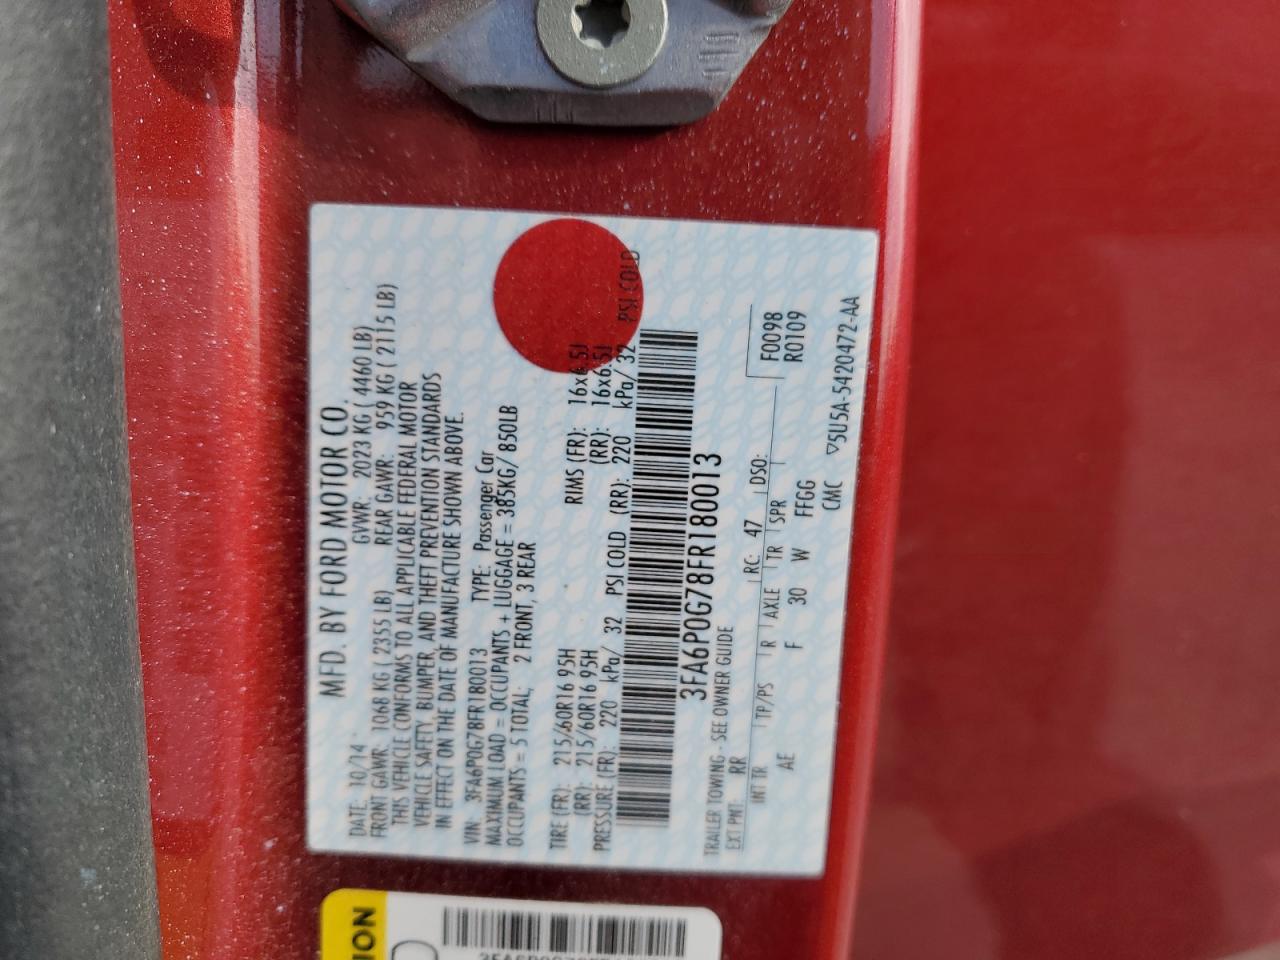 MFD. BY FORD MOTOR CO.
DATE: 10/14 GVWR: 2023 KG ( 4460 LB)
FRONT GAWR: 1068 KG ( 2355 LB) REAR GAWR: 959 KG ( 2115 LB)
THIS VEHICLE CONFORMS TO ALL APPLICABLE FEDERAL MOTOR
VEHICLE SAFETY, BUMPER, AND THEFT PREVENTION STANDARDS
IN EFFECT ON THE DATE OF MANUFACTURE SHOWN ABOVE.
VIN: 3FA6P0G78FR180013 TYPE: Passenger Car
MAXIMUM LOAD = OCCUPANTS + LUGGAGE = 385KG/ 850LB
OCCUPANTS = 5 TOTAL; 2 FRONT, 3 REAR
TIRE (FR): 215/60R16 95H RIMS (FR): 16x6.5J
(RR): 215/60R16 95H (RR): 16x6.5J
PRESSURE (FR): 220 kPa/ 32 PSI COLD (RR): 220 kPa/ 32 PSI COLD
3FA6P0G78FR180013
TRAILER TOWING - SEE OWNER GUIDE
EXT PNT: RR RC: 47 DSO: F0098
INT TR TP/PS R AXLE TR SPR R0109
AE F 30 W FFGG
CMC ▽5U5A-5420472-AA